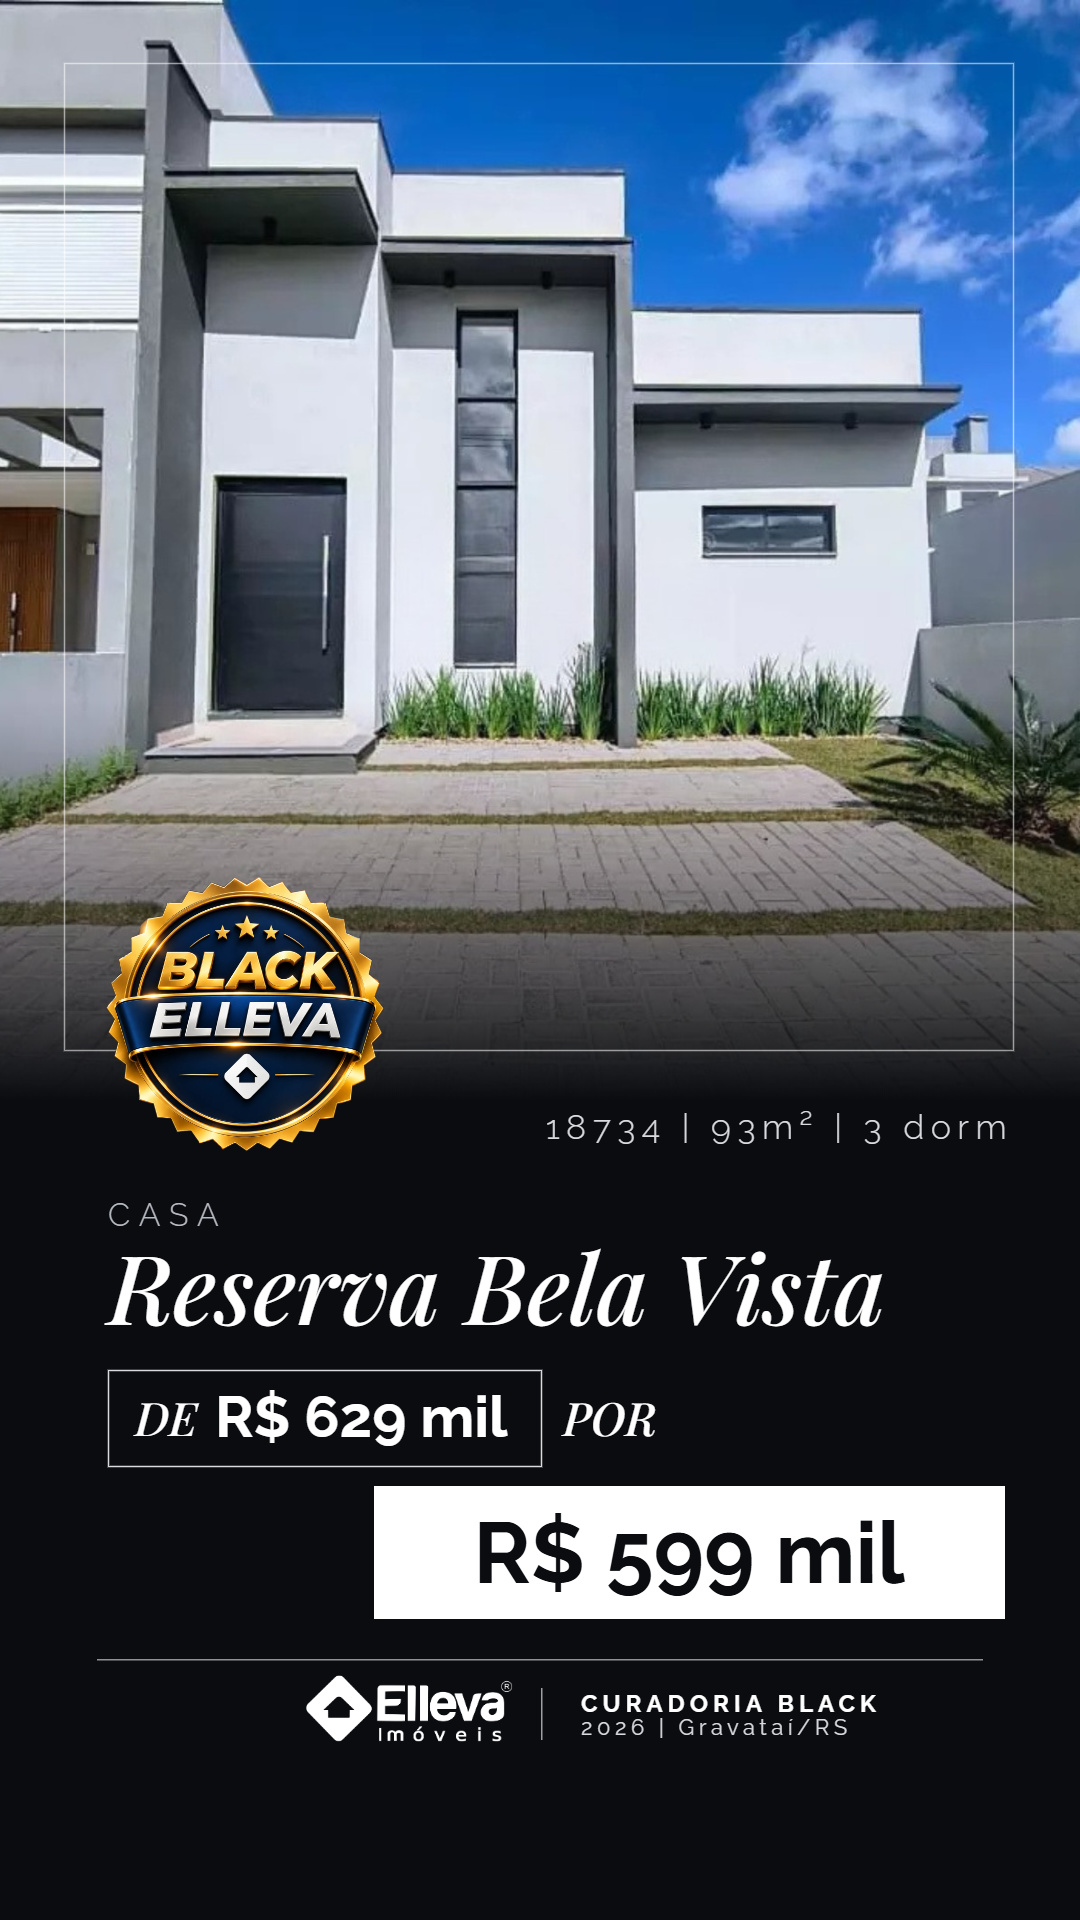 BLACK
ELLEVA
18734 | 93m² | 3 dorm
CASA
Reserva Bela Vista
DE R$ 629 mil POR
R$ 599 mil
Elleva®
Imóveis
CURADORIA BLACK
2026 | Gravataí/RS